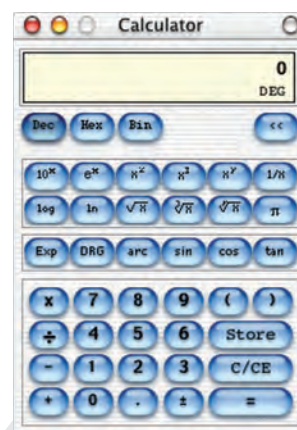 Calculator
0
DEG
Dec Hex Bin <<
10ˣ eˣ x² x³ xʸ 1/x
log ln √x ∛x ʸ√x π
Exp DRG arc sin cos tan
x 7 8 9 ( )
÷ 4 5 6 Store
- 1 2 3 C/CE
+ 0 . ± =